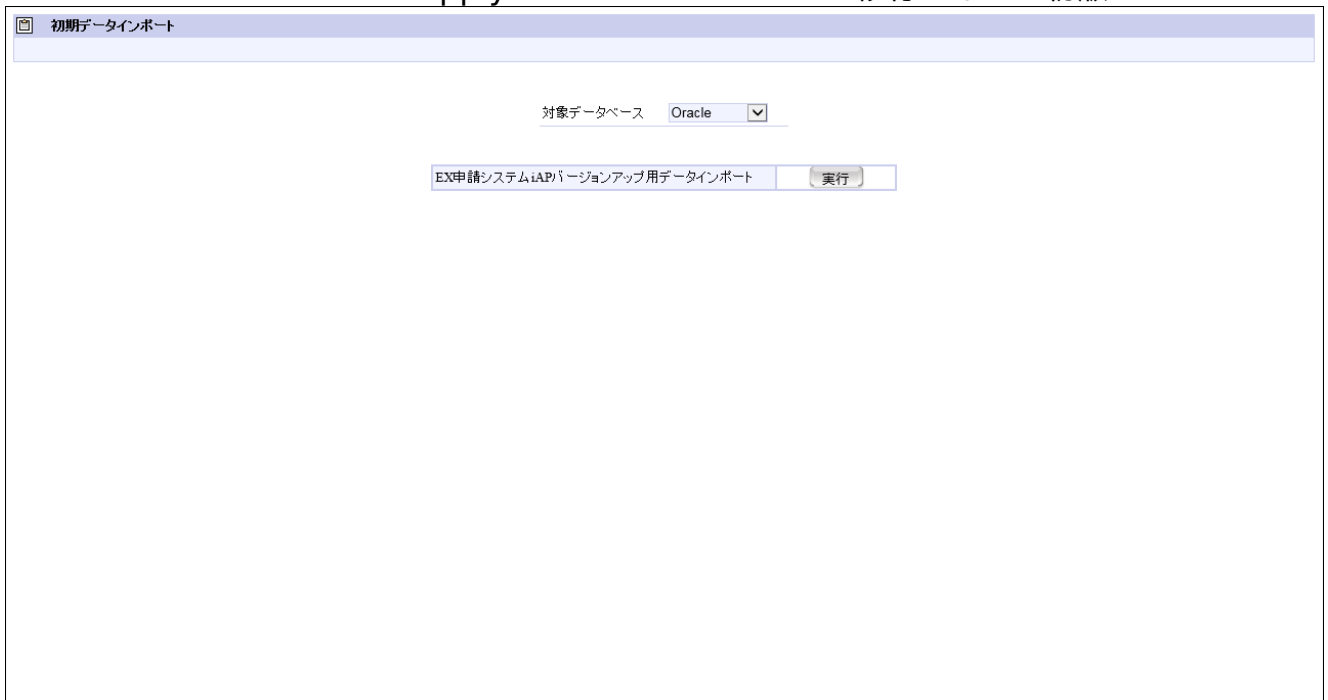 初期データインポート
対象データベース Oracle
EX申請システムiAPバージョンアップ用データインポート 実行